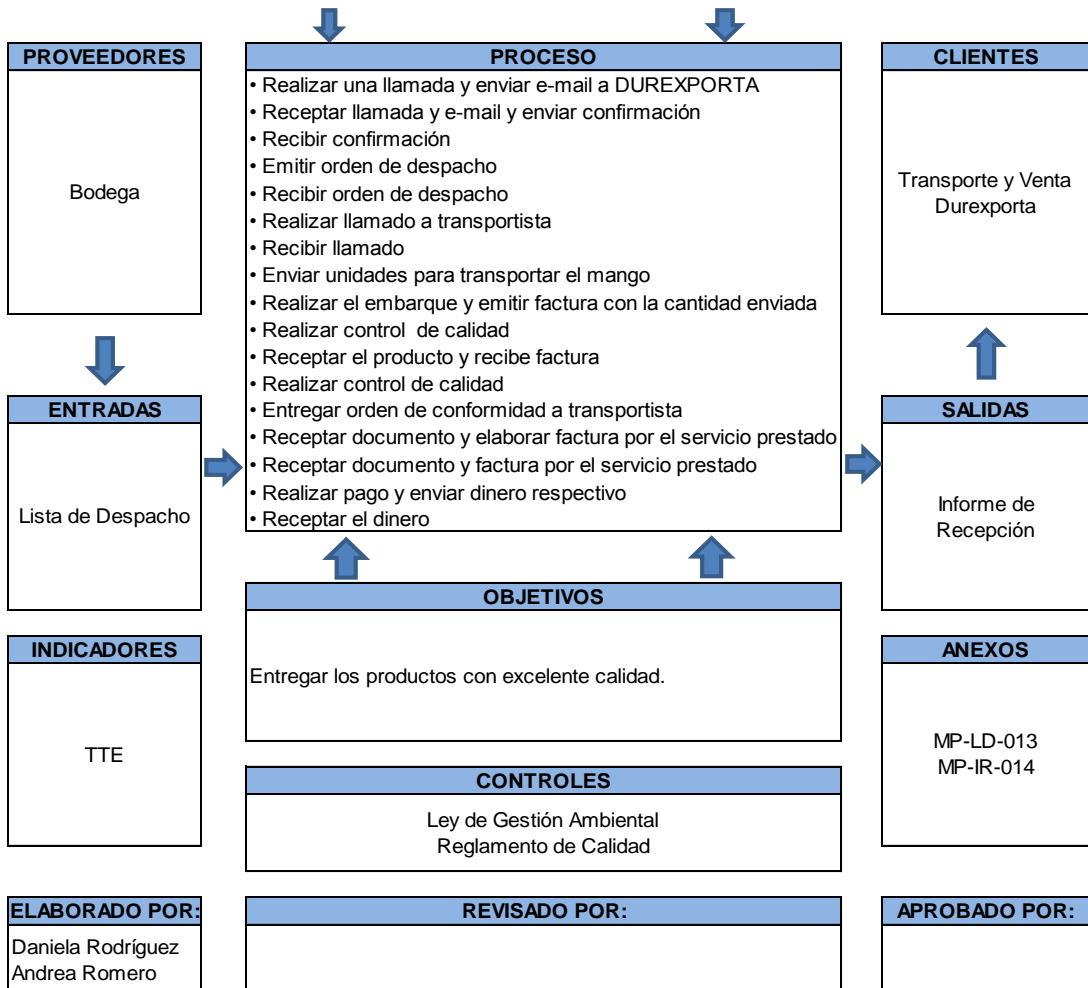 PROVEEDORES
Bodega
ENTRADAS
Lista de Despacho
INDICADORES
TTE
PROCESO
• Realizar una llamada y enviar e-mail a DUREXPORTA
• Receptar llamada y e-mail y enviar confirmación
• Recibir confirmación
• Emitir orden de despacho
• Recibir orden de despacho
• Realizar llamado a transportista
• Recibir llamado
• Enviar unidades para transportar el mango
• Realizar el embarque y emitir factura con la cantidad enviada
• Realizar control de calidad
• Receptar el producto y recibe factura
• Realizar control de calidad
• Entregar orden de conformidad a transportista
• Receptar documento y elaborar factura por el servicio prestado
• Receptar documento y factura por el servicio prestado
• Realizar pago y enviar dinero respectivo
• Receptar el dinero
OBJETIVOS
Entregar los productos con excelente calidad.
CONTROLES
Ley de Gestión Ambiental
Reglamento de Calidad
CLIENTES
Transporte y Venta
Durexporta
SALIDAS
Informe de
Recepción
ANEXOS
MP-LD-013
MP-IR-014
ELABORADO POR:
Daniela Rodríguez
Andrea Romero
REVISADO POR:
APROBADO POR: